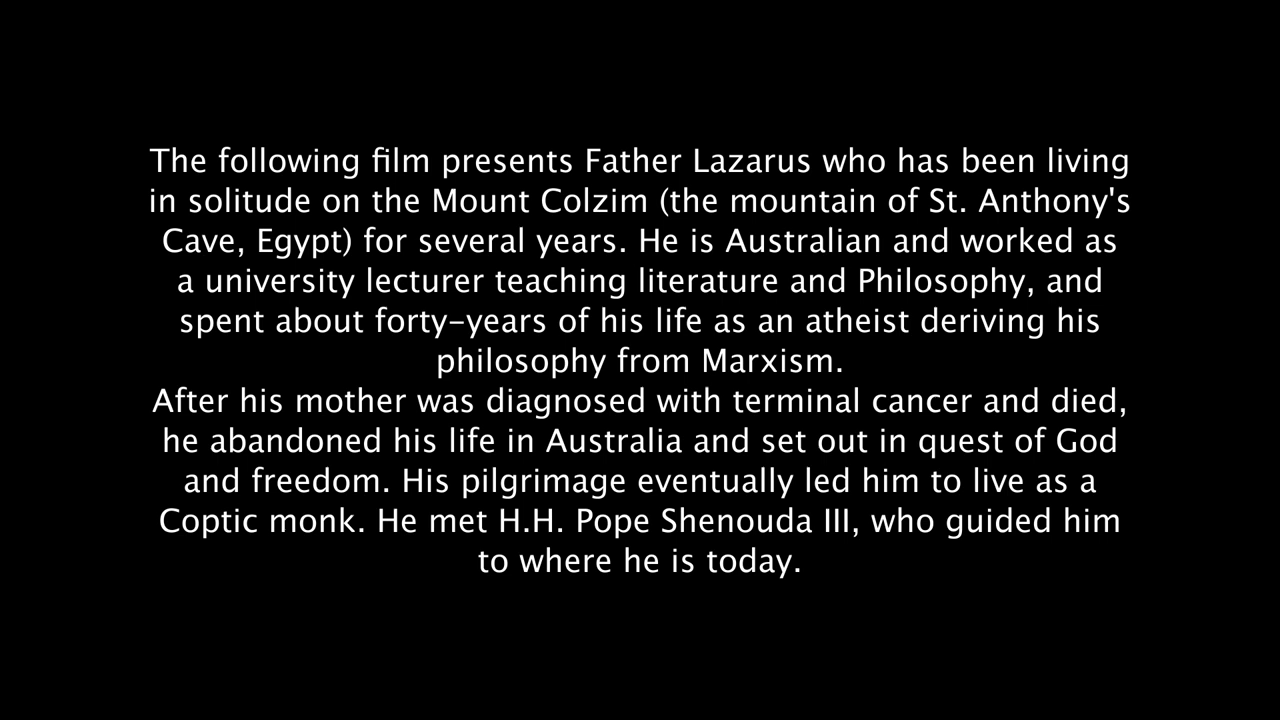 The following film presents Father Lazarus who has been living
in solitude on the Mount Colzim (the mountain of St. Anthony's
Cave, Egypt) for several years. He is Australian and worked as
a university lecturer teaching literature and Philosophy, and
spent about forty–years of his life as an atheist deriving his
philosophy from Marxism.
After his mother was diagnosed with terminal cancer and died,
he abandoned his life in Australia and set out in quest of God
and freedom. His pilgrimage eventually led him to live as a
Coptic monk. He met H.H. Pope Shenouda III, who guided him
to where he is today.